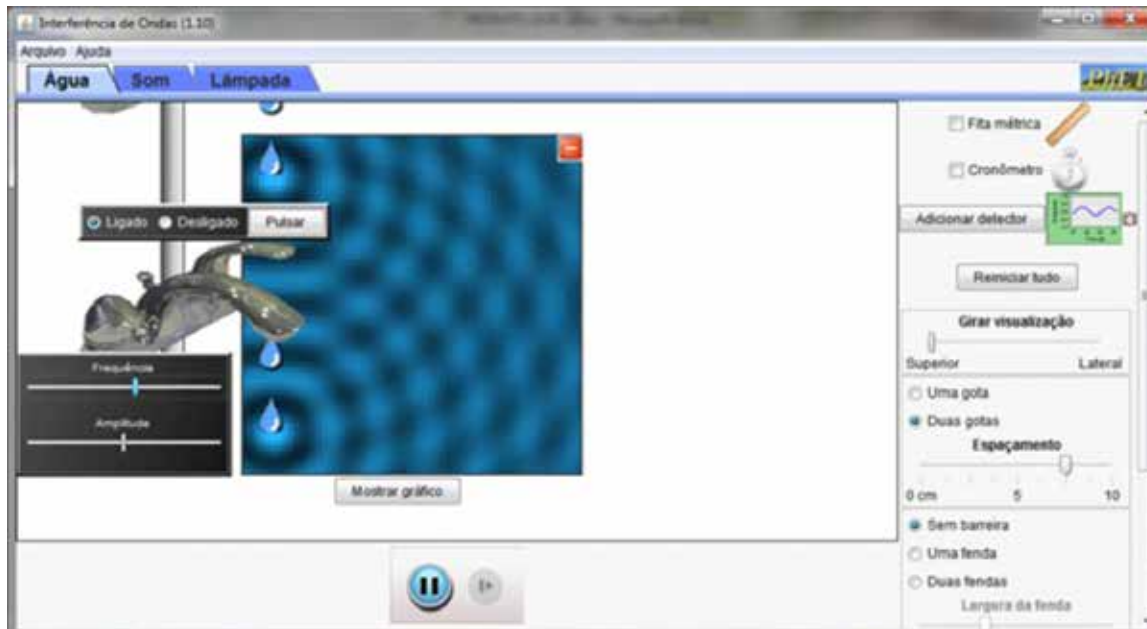 Interferência de Ondas (1.10)
Arquivo Ajuda
Água Som Lâmpada
Fita métrica
Cronômetro
Ligado Desligado Pulsar
Adicionar detector
Reiniciar tudo
Girar visualização
Superior Lateral
Frequência
Uma gota
Amplitude
Duas gotas
Espaçamento
Mostrar gráfico
0 cm 5 10
Sem barreira
Uma fenda
Duas fendas
Largura da fenda